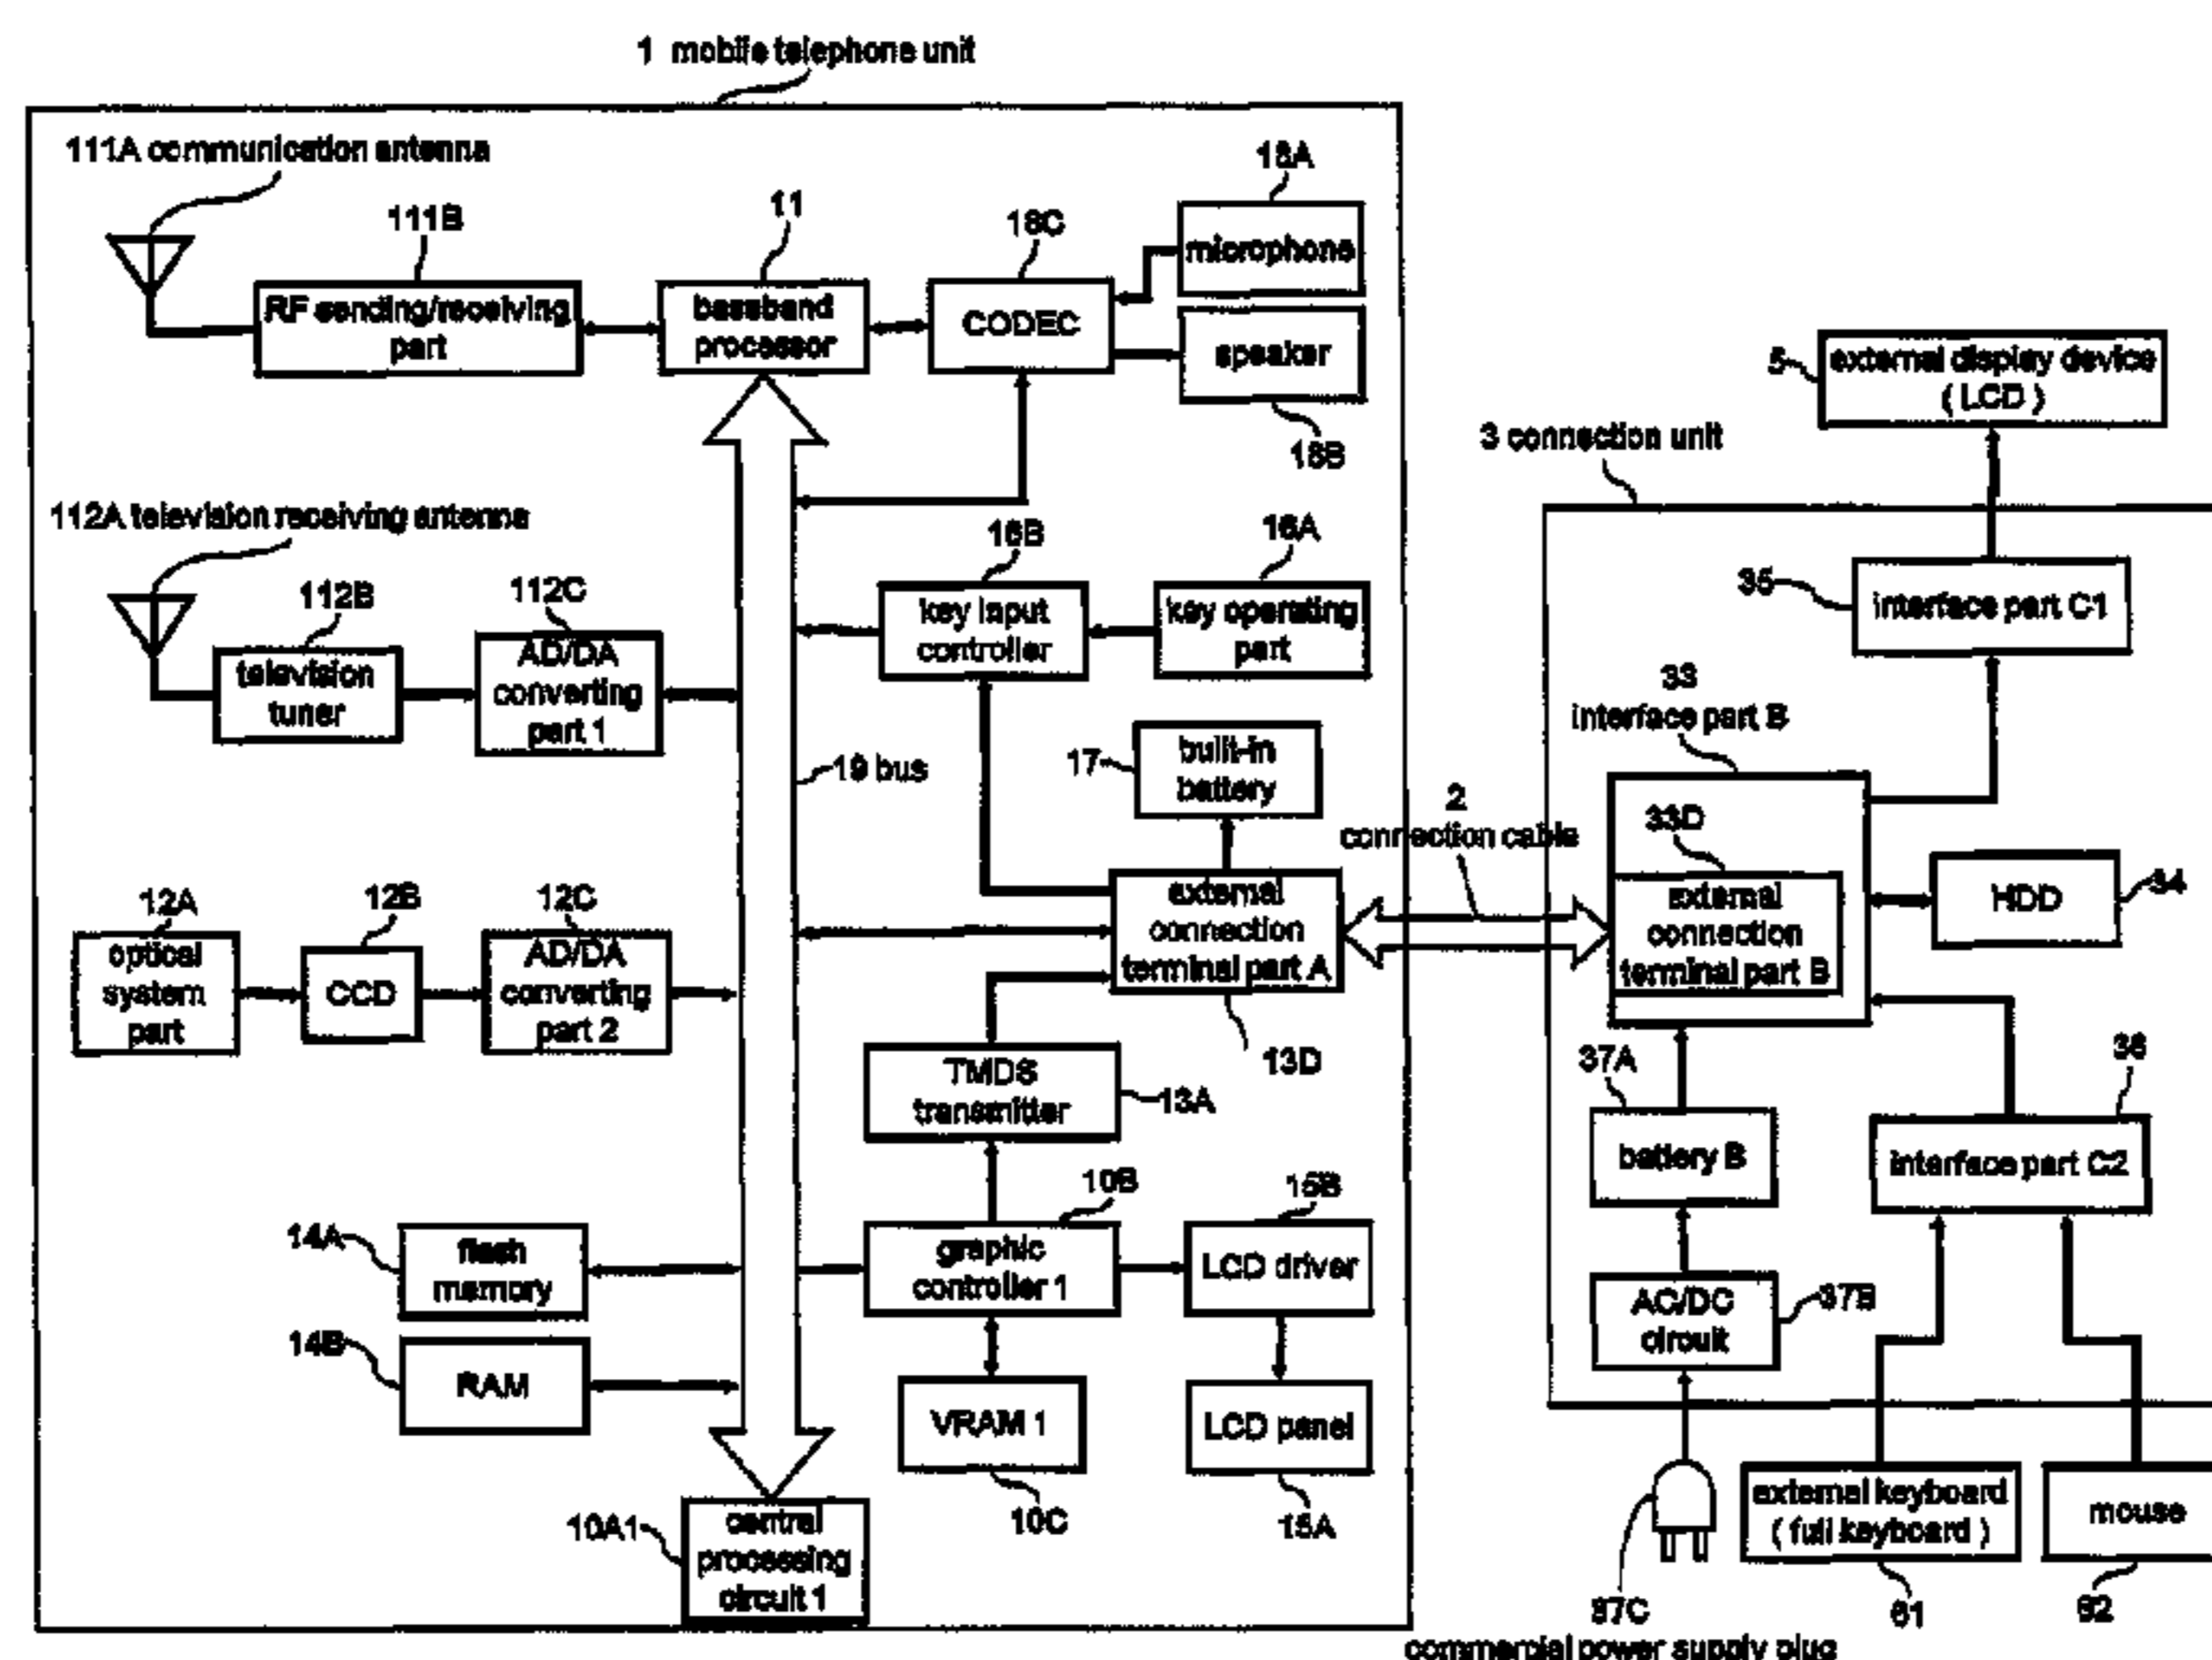 1 mobile telephone unit
111A communication antenna
111B
11
18C
18A
microphone
RF sending/receiving
part
baseband
processor
CODEC
speaker
18B
5
external display device
( LCD )
3 connection unit
112A television receiving antenna
112B
112C
16B
16A
television
tuner
AD/DA
converting
part 1
key input
controller
key operating
part
35
interface part C1
33
interface part B
19 bus
17
built-in
battery
2
connection cable
33D
external
connection
terminal part B
HDD
34
12A
12B
12C
optical
system
part
CCD
AD/DA
converting
part 2
external
connection
terminal part A
13D
TMDS
transmitter
13A
37A
battery B
36
interface part C2
14A
flash
memory
10B
graphic
controller 1
15B
LCD driver
AC/DC
circuit
37B
14B
RAM
VRAM 1
10C
LCD panel
15A
10A1
central
processing
circuit 1
external keyboard
( full keyboard )
mouse
37C
61
62
commercial power supply plug